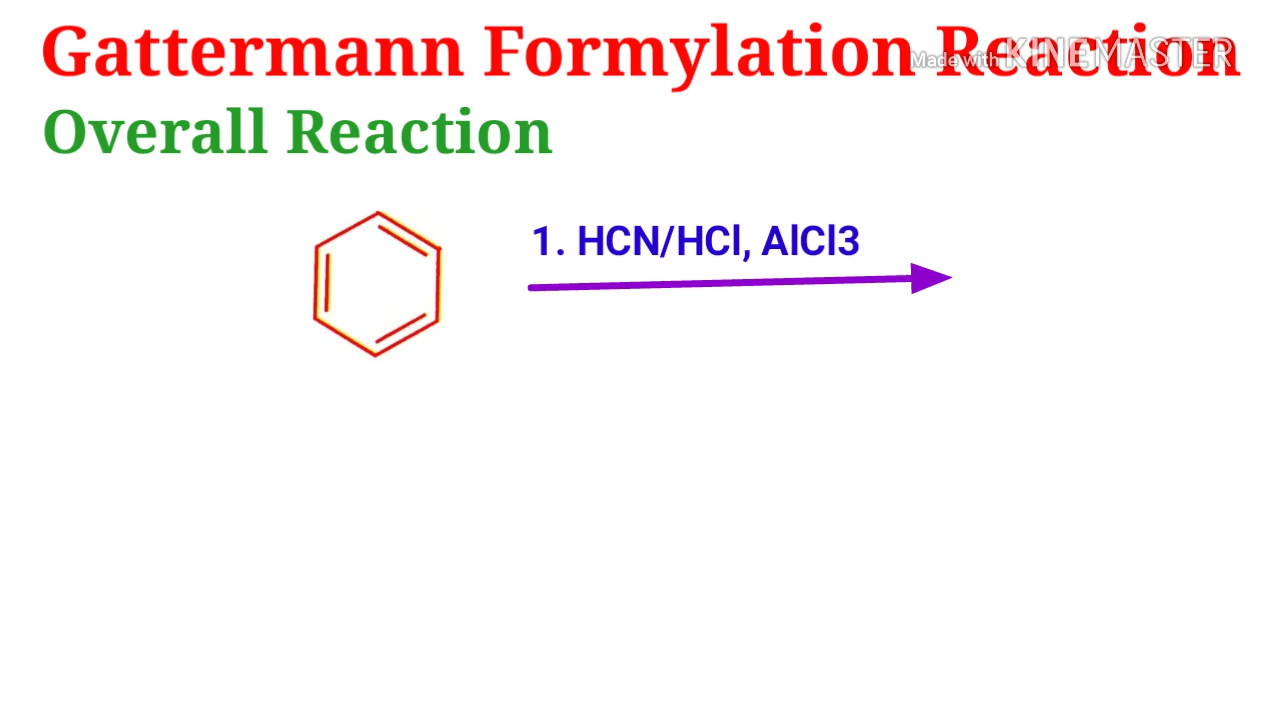 Gattermann Formylation Reaction
Made with KINEMASTER
Overall Reaction
1. HCN/HCl, AlCl3